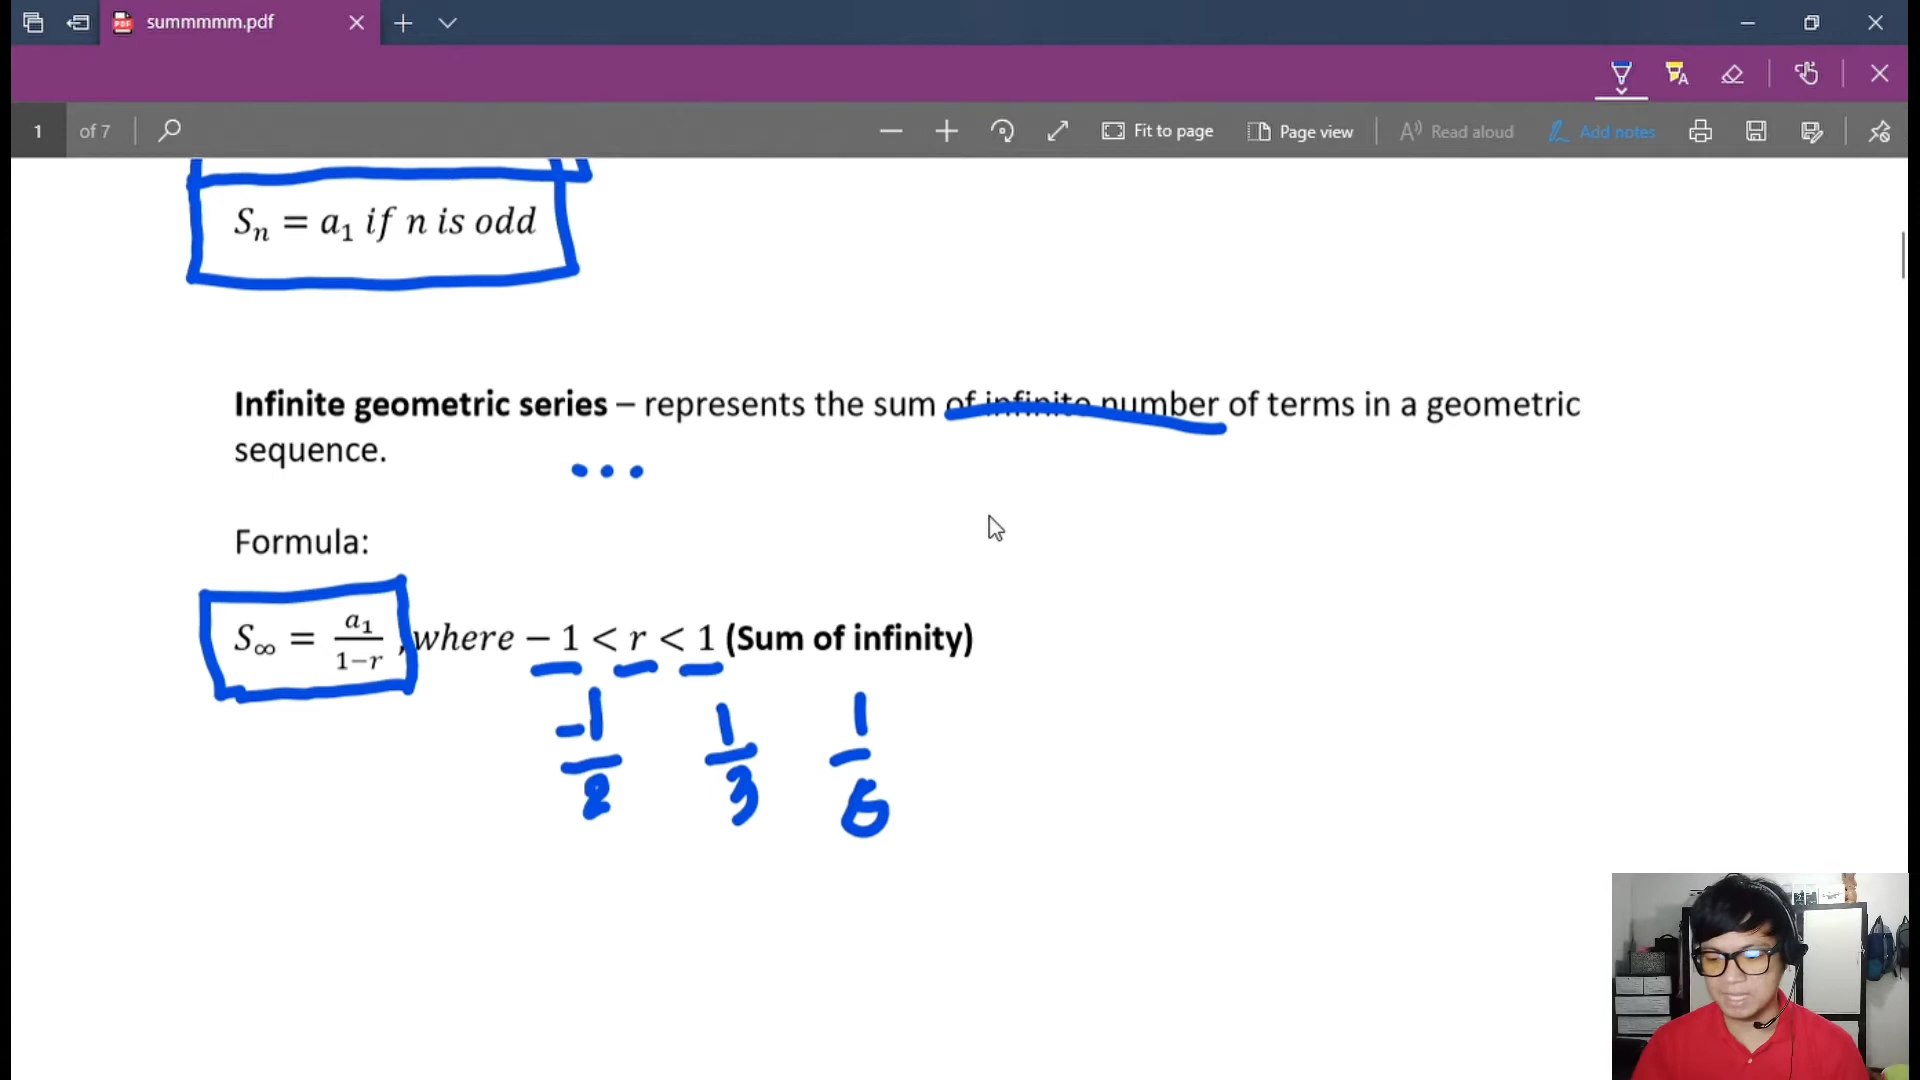 summmmm.pdf
1 of 7 Fit to page Page view Read aloud Add notes
Sₙ = a₁ if n is odd
Infinite geometric series – represents the sum of infinite number of terms in a geometric
sequence.
...
Formula:
S∞ = a₁/(1−r) , where − 1 < r < 1 (Sum of infinity)
-1/2 1/3 1/6